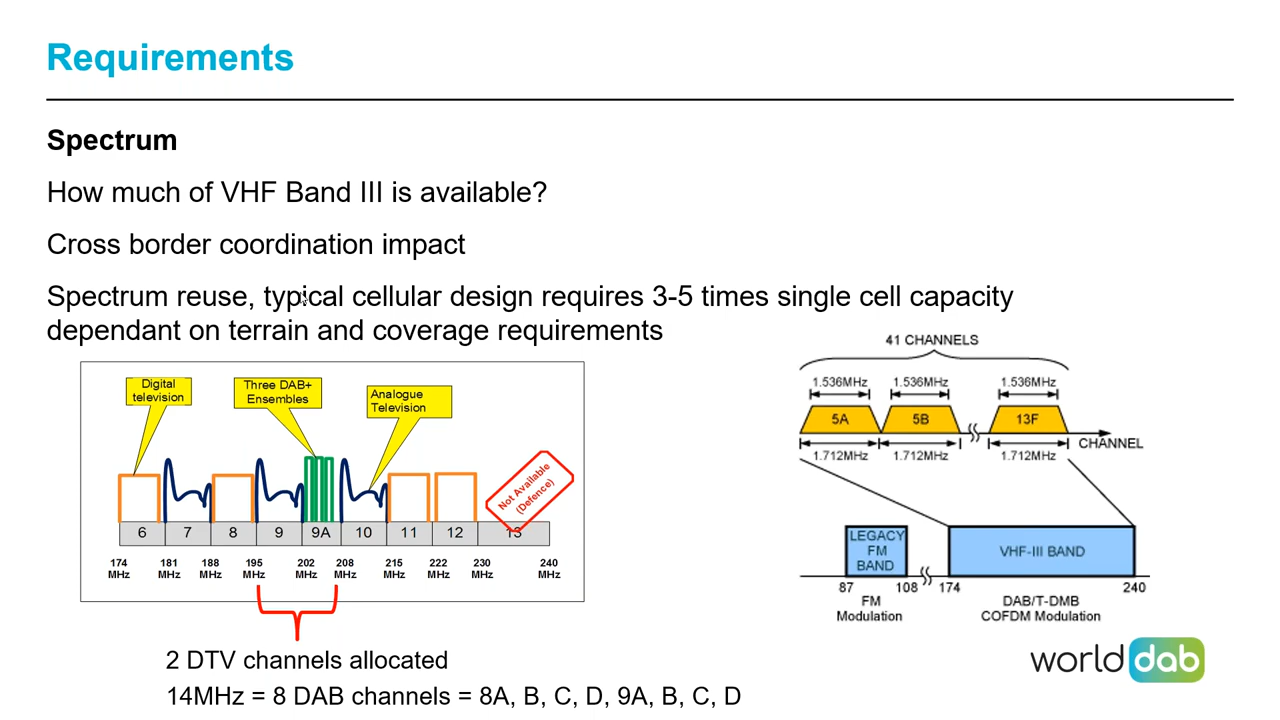 Requirements
Spectrum
How much of VHF Band III is available?
Cross border coordination impact
Spectrum reuse, typical cellular design requires 3-5 times single cell capacity
dependant on terrain and coverage requirements
Digital
television
Three DAB+
Ensembles
Analogue
Television
Not Available
(Defence)
6 7 8 9 9A 10 11 12 13
174 181 188 195 202 208 215 222 230 240
MHz MHz MHz MHz MHz MHz MHz MHz MHz MHz
2 DTV channels allocated
14MHz = 8 DAB channels = 8A, B, C, D, 9A, B, C, D
41 CHANNELS
1.536MHz 1.536MHz 1.536MHz
5A 5B 13F
CHANNEL
1.712MHz 1.712MHz 1.712MHz
LEGACY
FM
BAND
VHF-III BAND
87 108 174 240
FM
Modulation
DAB/T-DMB
COFDM Modulation
worlddab